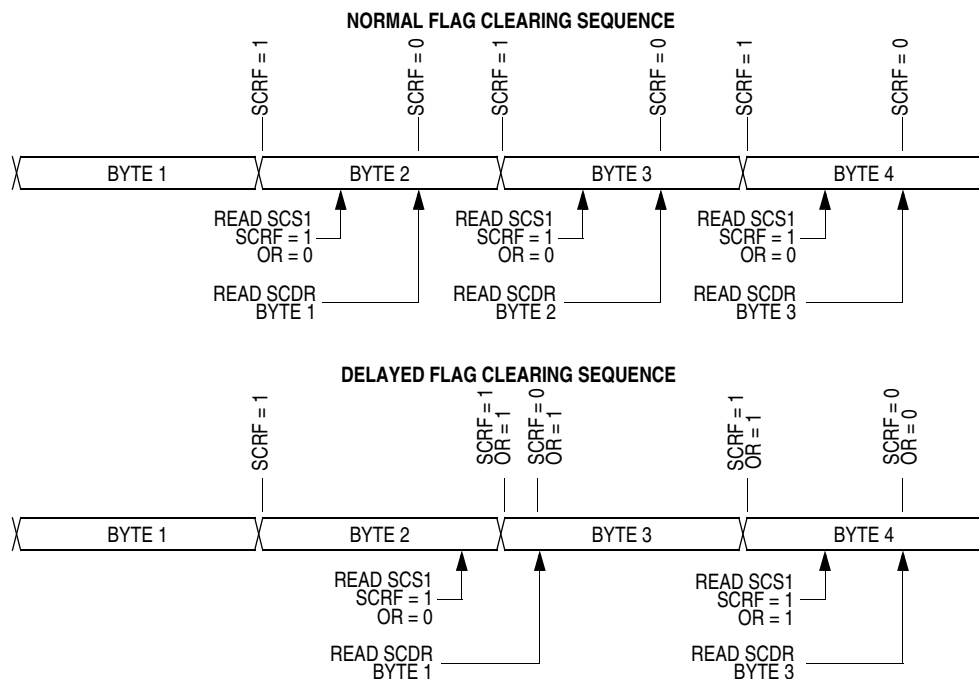 NORMAL FLAG CLEARING SEQUENCE
SCRF = 1
SCRF = 0
SCRF = 1
SCRF = 0
SCRF = 1
SCRF = 0
BYTE 1
BYTE 2
BYTE 3
BYTE 4
READ SCS1
SCRF = 1
OR = 0
READ SCDR
BYTE 1
READ SCS1
SCRF = 1
OR = 0
READ SCDR
BYTE 2
READ SCS1
SCRF = 1
OR = 0
READ SCDR
BYTE 3
DELAYED FLAG CLEARING SEQUENCE
SCRF = 1
SCRF = 1
OR = 1
SCRF = 0
OR = 1
SCRF = 1
OR = 1
SCRF = 0
OR = 0
BYTE 1
BYTE 2
BYTE 3
BYTE 4
READ SCS1
SCRF = 1
OR = 0
READ SCDR
BYTE 1
READ SCS1
SCRF = 1
OR = 1
READ SCDR
BYTE 3